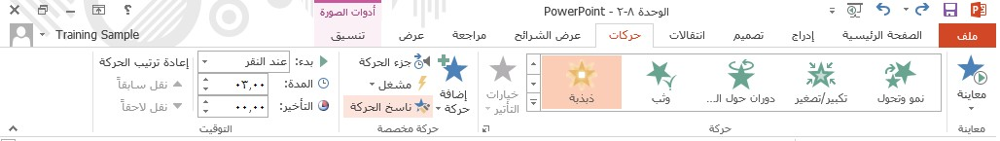 الوحدة ٨-٢ - PowerPoint
أدوات الصورة
ملف
الصفحة الرئيسية
إدراج
تصميم
انتقالات
حركات
عرض الشرائح
مراجعة
عرض
تنسيق
Training Sample
معاينة
معاينة
نمو وتحول
تكبير/تصغير
دوران حول الـ...
وثب
ذبذبة
خيارات التأثير
حركة
إضافة حركة
جزء الحركة
مشغل
ناسخ الحركة
حركة مخصصة
بدء: عند النقر
المدة: ٠٣,٠٠
التأخير: ٠٠,٠٠
إعادة ترتيب الحركة
نقل سابقاً
نقل لاحقاً
التوقيت